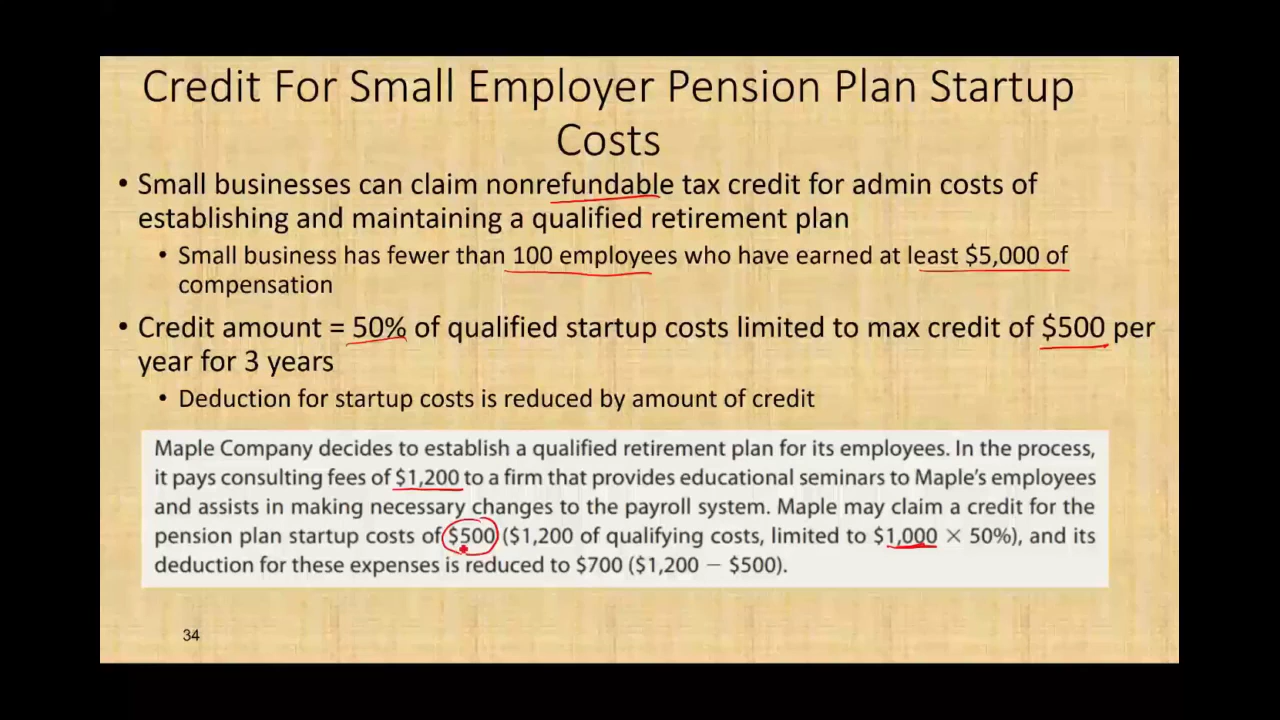 Credit For Small Employer Pension Plan Startup
Costs
• Small businesses can claim nonrefundable tax credit for admin costs of
establishing and maintaining a qualified retirement plan
• Small business has fewer than 100 employees who have earned at least $5,000 of
compensation
• Credit amount = 50% of qualified startup costs limited to max credit of $500 per
year for 3 years
• Deduction for startup costs is reduced by amount of credit
Maple Company decides to establish a qualified retirement plan for its employees. In the process,
it pays consulting fees of $1,200 to a firm that provides educational seminars to Maple's employees
and assists in making necessary changes to the payroll system. Maple may claim a credit for the
pension plan startup costs of $500 ($1,200 of qualifying costs, limited to $1,000 × 50%), and its
deduction for these expenses is reduced to $700 ($1,200 − $500).
34